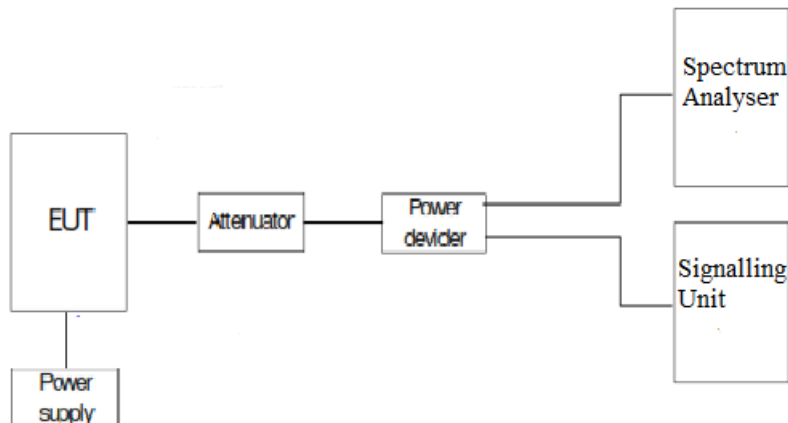 Spectrum
Analyser
EUT
Attenuator
Power
devider
Signalling
Unit
Power
supply